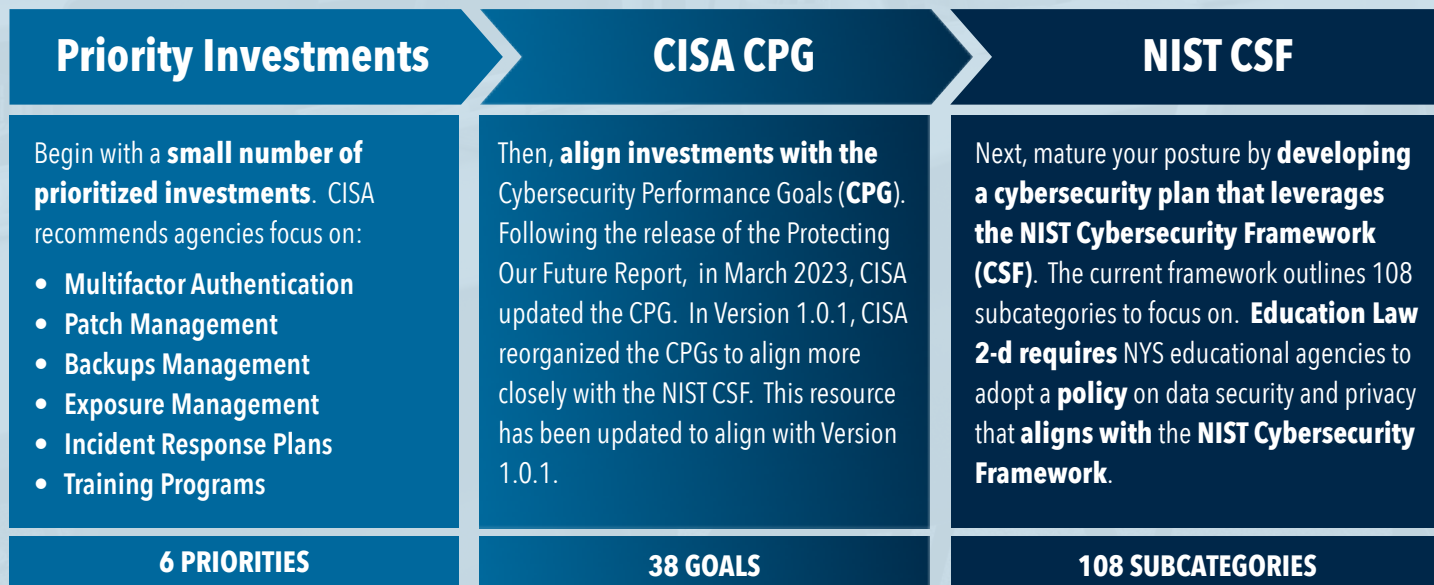 Priority Investments
Begin with a small number of
prioritized investments. CISA
recommends agencies focus on:
• Multifactor Authentication
• Patch Management
• Backups Management
• Exposure Management
• Incident Response Plans
• Training Programs
6 PRIORITIES
CISA CPG
Then, align investments with the
Cybersecurity Performance Goals (CPG).
Following the release of the Protecting
Our Future Report, in March 2023, CISA
updated the CPG. In Version 1.0.1, CISA
reorganized the CPGs to align more
closely with the NIST CSF. This resource
has been updated to align with Version
1.0.1.
38 GOALS
NIST CSF
Next, mature your posture by developing
a cybersecurity plan that leverages
the NIST Cybersecurity Framework
(CSF). The current framework outlines 108
subcategories to focus on. Education Law
2-d requires NYS educational agencies to
adopt a policy on data security and privacy
that aligns with the NIST Cybersecurity
Framework.
108 SUBCATEGORIES